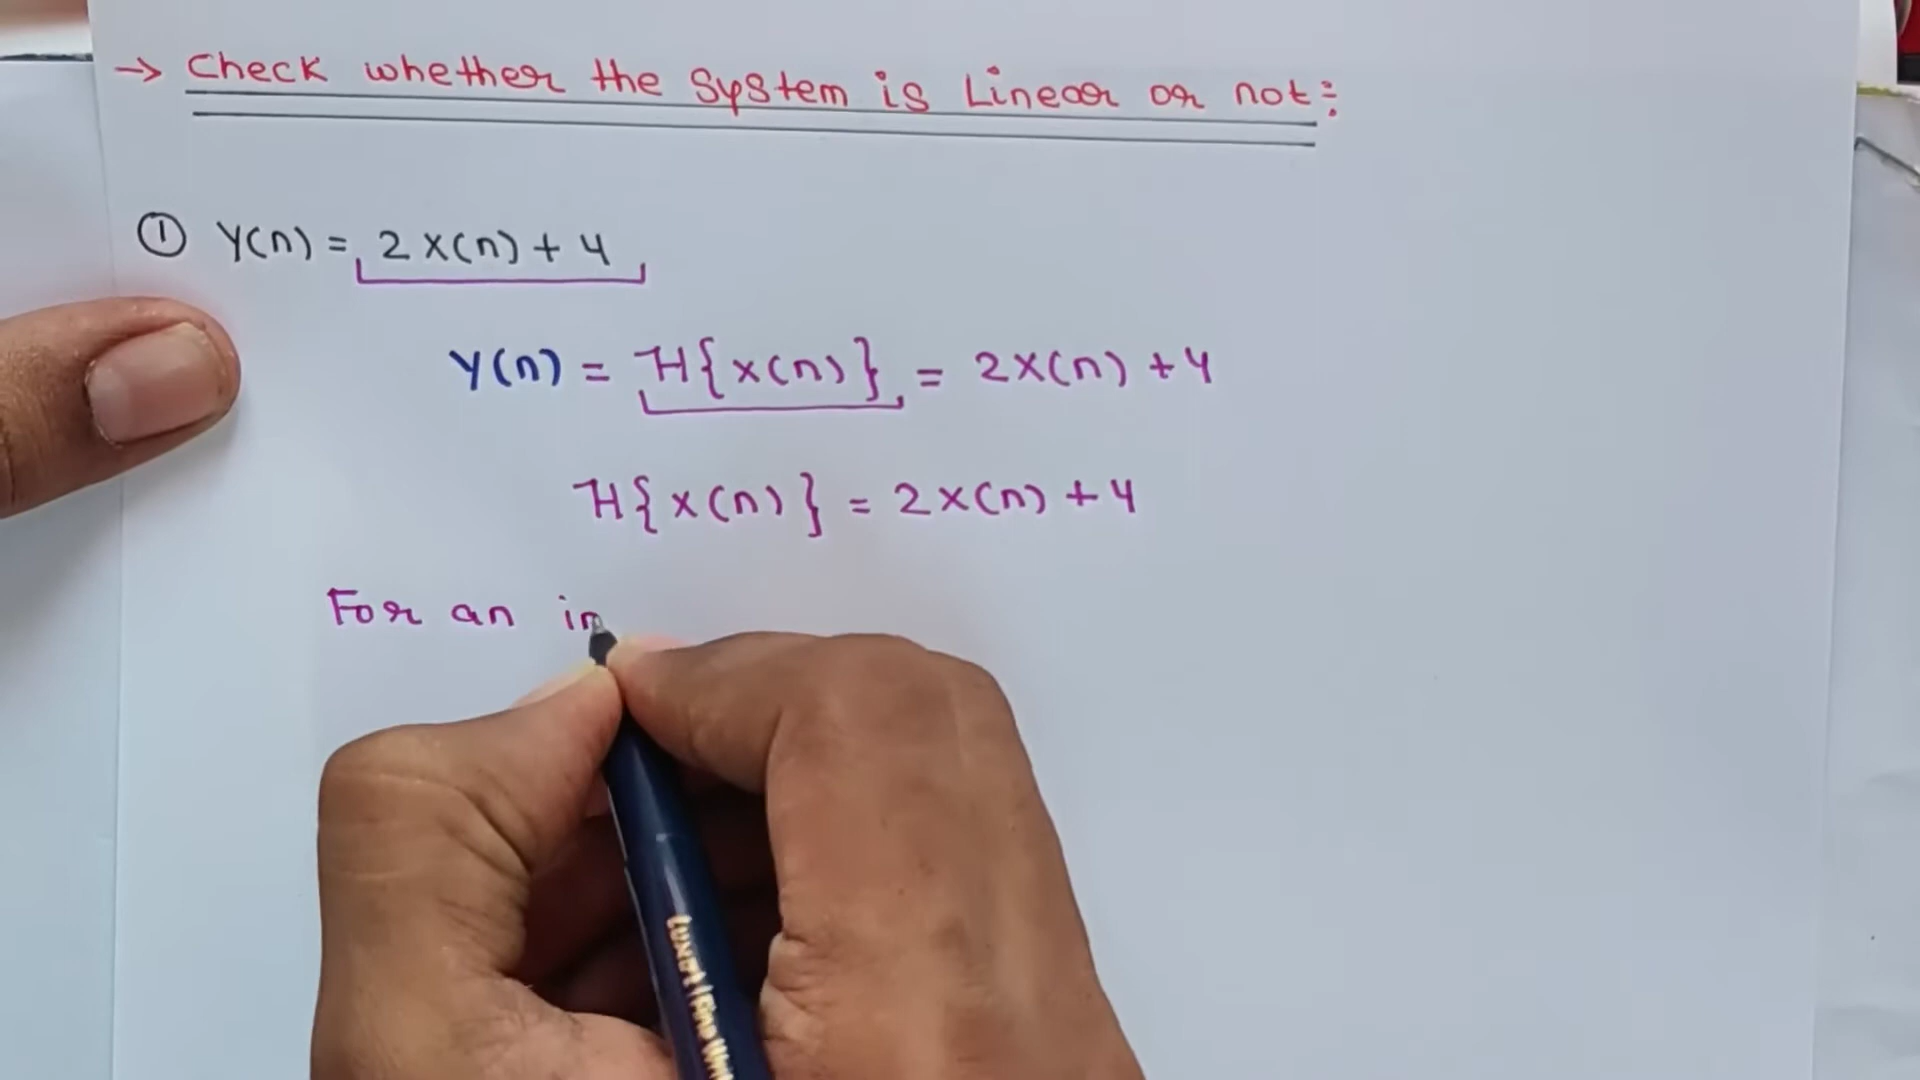 → Check whether the System is Linear or not:
① Y(n) = 2x(n) + 4
Y(n) = H{x(n)} = 2x(n) + 4
H{x(n)} = 2x(n) + 4
For an in